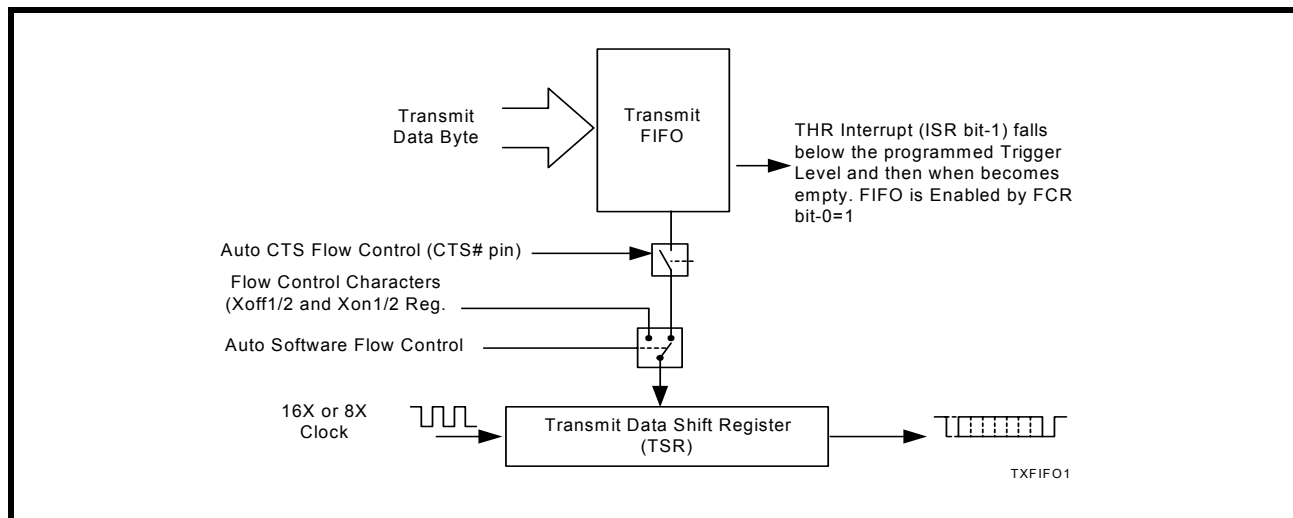 Transmit
Data Byte
Transmit
FIFO
THR Interrupt (ISR bit-1) falls
below the programmed Trigger
Level and then when becomes
empty. FIFO is Enabled by FCR
bit-0=1
Auto CTS Flow Control (CTS# pin)
Flow Control Characters
(Xoff1/2 and Xon1/2 Reg.
Auto Software Flow Control
16X or 8X
Clock
Transmit Data Shift Register
(TSR)
TXFIFO1